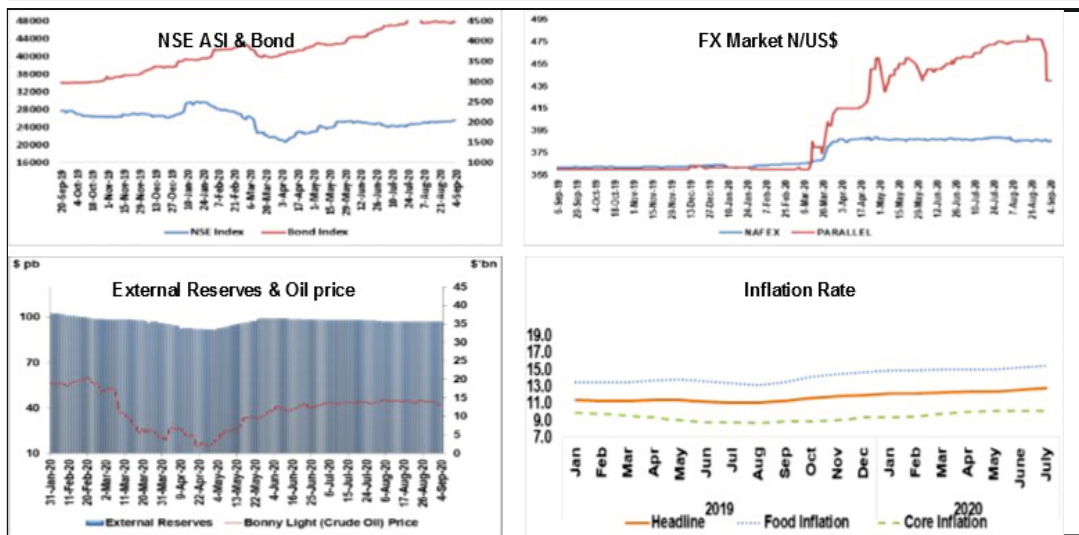 NSE ASI & Bond
48000
44000
40000
36000
32000
28000
24000
20000
16000
4500
4000
3500
3000
2500
2000
1500
1000
20-Sep-19
4-Oct-19
18-Oct-19
1-Nov-19
15-Nov-19
29-Nov-19
13-Dec-19
27-Dec-19
10-Jan-20
24-Jan-20
7-Feb-20
21-Feb-20
6-Mar-20
20-Mar-20
3-Apr-20
17-Apr-20
1-May-20
15-May-20
29-May-20
12-Jun-20
26-Jun-20
10-Jul-20
24-Jul-20
7-Aug-20
21-Aug-20
4-Sep-20
NSE Index
Bond Index
FX Market N/US$
495
475
455
435
415
395
375
355
6-Sep-19
20-Sep-19
4-Oct-19
18-Oct-19
1-Nov-19
15-Nov-19
29-Nov-19
13-Dec-19
27-Dec-19
10-Jan-20
24-Jan-20
7-Feb-20
21-Feb-20
6-Mar-20
20-Mar-20
3-Apr-20
17-Apr-20
1-May-20
15-May-20
29-May-20
12-Jun-20
26-Jun-20
10-Jul-20
24-Jul-20
7-Aug-20
21-Aug-20
4-Sep-20
NAFEX
PARALLEL
$ pb
$'bn
External Reserves & Oil price
100
70
40
10
45
40
35
30
25
20
15
10
5
0
31-Jan-20
11-Feb-20
20-Feb-20
2-Mar-20
11-Mar-20
20-Mar-20
31-Mar-20
9-Apr-20
22-Apr-20
4-May-20
13-May-20
22-May-20
4-Jun-20
16-Jun-20
25-Jun-20
6-Jul-20
15-Jul-20
24-Jul-20
6-Aug-20
17-Aug-20
26-Aug-20
4-Sep-20
External Reserves
Bonny Light (Crude Oil) Price
Inflation Rate
19.0
17.0
15.0
13.0
11.0
9.0
7.0
Jan
Feb
Mar
Apr
May
Jun
Jul
Aug
Sep
Oct
Nov
Dec
Jan
Feb
Mar
Apr
May
June
July
2019
2020
Headline
Food Inflation
Core Inflation